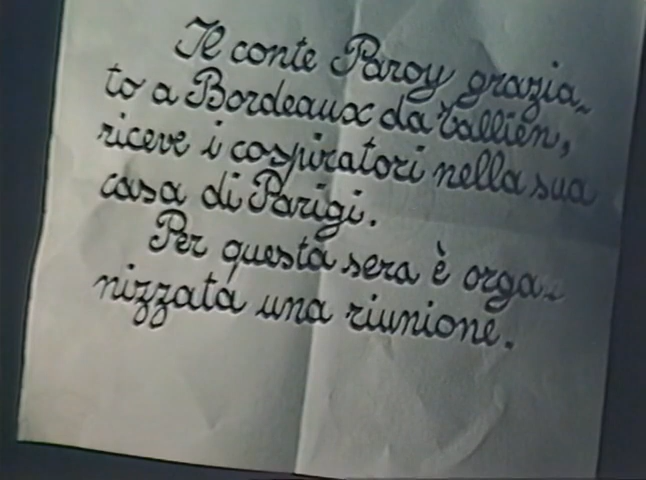 Il conte Paroy grazia-
to a Bordeaux da Tallien,
riceve i cospiratori nella sua
casa di Parigi.
Per questa sera è orga-
nizzata una riunione.